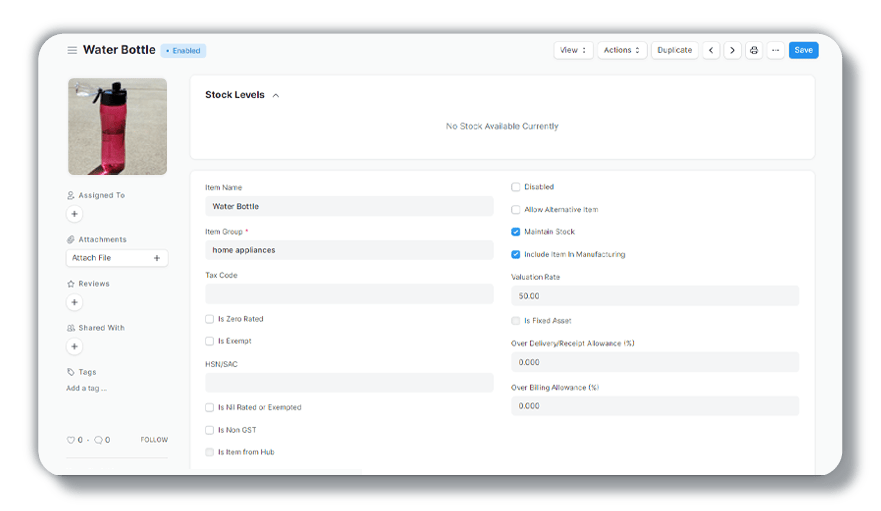 Water Bottle
• Enabled
View
Actions
Duplicate
Save
Stock Levels
No Stock Available Currently
Assigned To
Attachments
Attach File
Reviews
Shared With
Tags
Add a tag ...
0 · 0
FOLLOW
Item Name
Water Bottle
Item Group *
home appliances
Tax Code
Is Zero Rated
Is Exempt
HSN/SAC
Is Nil Rated or Exempted
Is Non GST
Is Item from Hub
Disabled
Allow Alternative Item
Maintain Stock
Include Item In Manufacturing
Valuation Rate
50.00
Is Fixed Asset
Over Delivery/Receipt Allowance (%)
0.000
Over Billing Allowance (%)
0.000